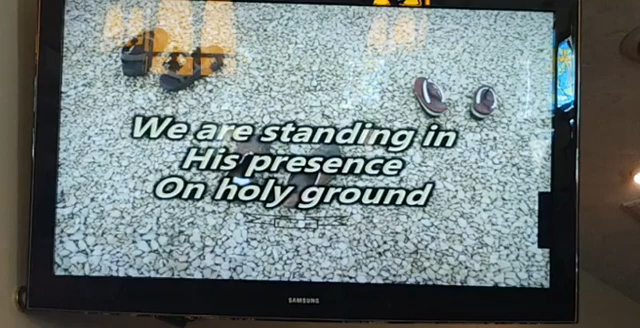 We are standing in
His presence
On holy ground
SAMSUNG